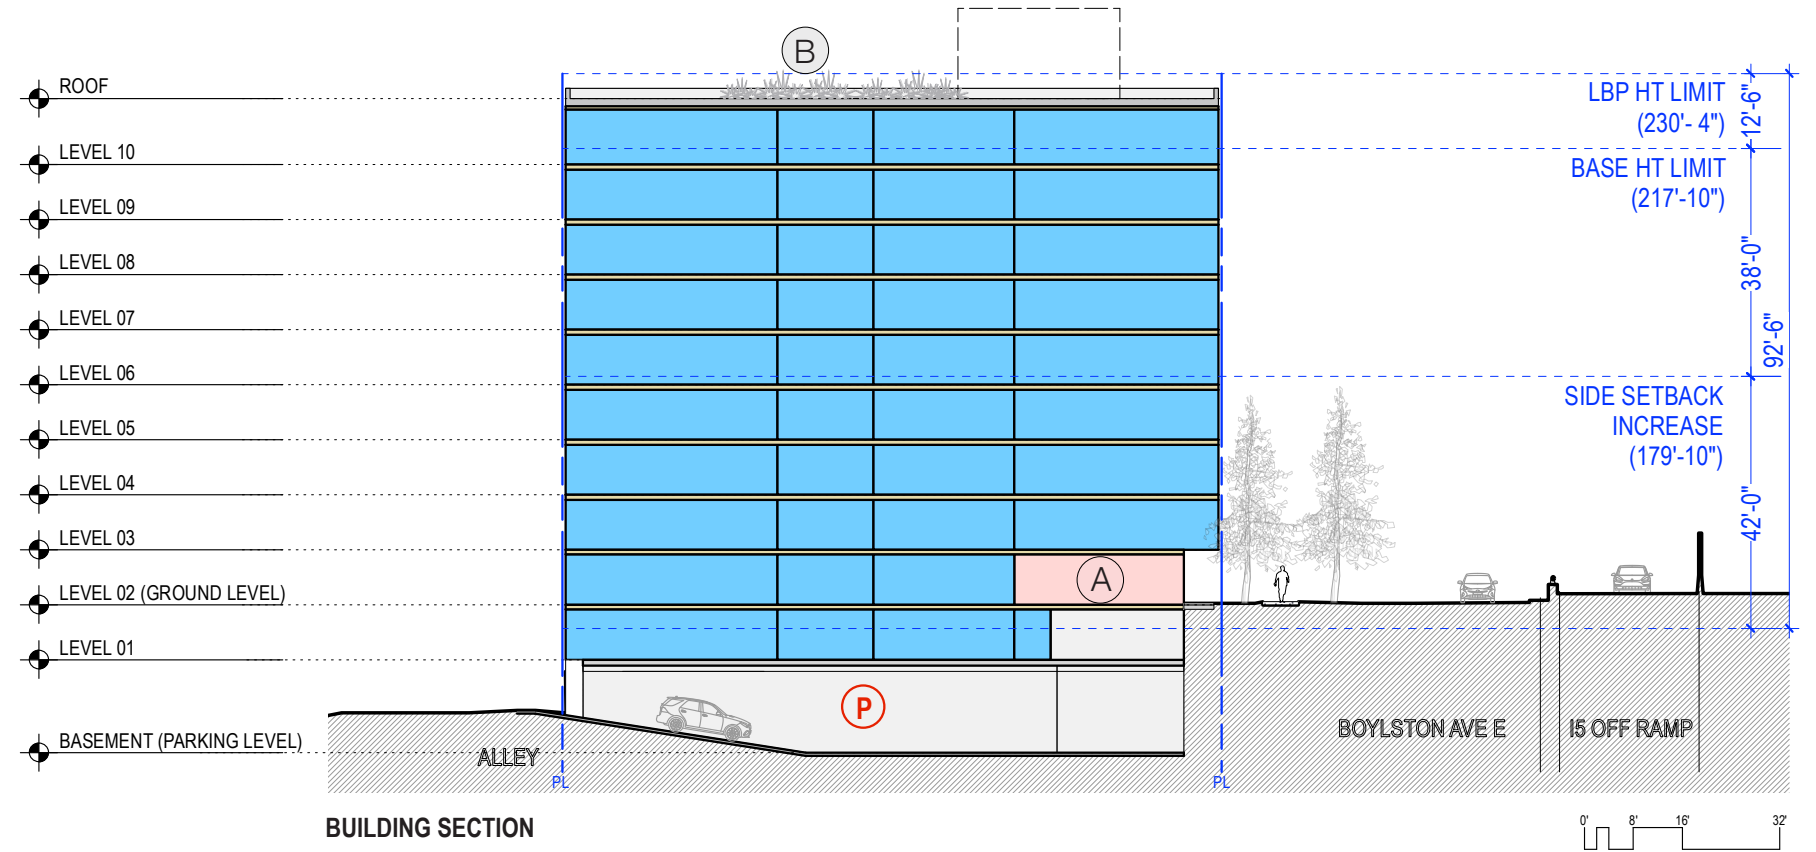 B
ROOF
LBP HT LIMIT
(230'- 4")
12'-6"
LEVEL 10
BASE HT LIMIT
(217'-10")
LEVEL 09
LEVEL 08
38'-0"
LEVEL 07
92'-6"
LEVEL 06
SIDE SETBACK
INCREASE
(179'-10")
LEVEL 05
LEVEL 04
42'-0"
LEVEL 03
A
LEVEL 02 (GROUND LEVEL)
LEVEL 01
P
BASEMENT (PARKING LEVEL)
ALLEY
BOYLSTON AVE E
I5 OFF RAMP
PL
PL
BUILDING SECTION
0' 8' 16' 32'